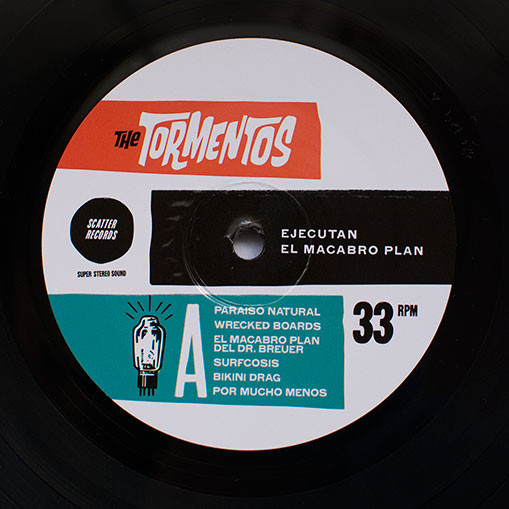 THE TORMENTOS
EJECUTAN
EL MACABRO PLAN
SCATTER
RECORDS
SUPER STEREO SOUND
A
PARAISO NATURAL
WRECKED BOARDS
EL MACABRO PLAN
DEL DR. BREUER
SURFCOSIS
BIKINI DRAG
POR MUCHO MENOS
33 RPM